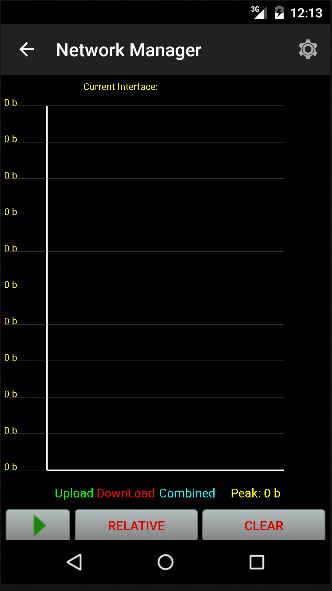 3G 12:13
Network Manager
Current Interface:
0 b
0 b
0 b
0 b
0 b
0 b
0 b
0 b
0 b
0 b
0 b
Upload DownLoad Combined Peak: 0 b
RELATIVE CLEAR